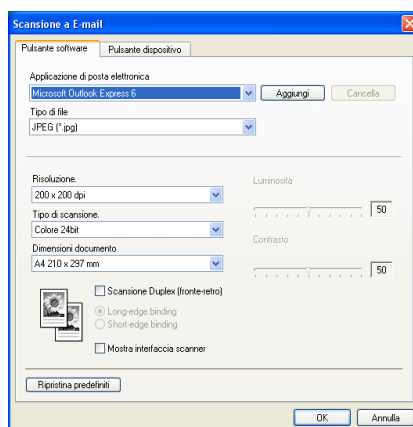 Scansione a E-mail
Pulsante software
Pulsante dispositivo
Applicazione di posta elettronica
Microsoft Outlook Express 6
Aggiungi
Cancella
Tipo di file
JPEG (*.jpg)
Risoluzione.
200 x 200 dpi
Tipo di scansione.
Colore 24bit
Dimensioni documento
A4 210 x 297 mm
Luminosità
50
Contrasto
50
Scansione Duplex (fronte-retro)
Long-edge binding
Short-edge binding
Mostra interfaccia scanner
Ripristina predefiniti
OK
Annulla